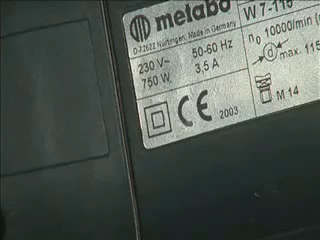 metabo W 7-115
D-72622 Nürtingen, Made in Germany
230 V~ 50-60 Hz
750 W 3,5 A
n₀ 10000/min
d max. 115
M 14
CE 2003